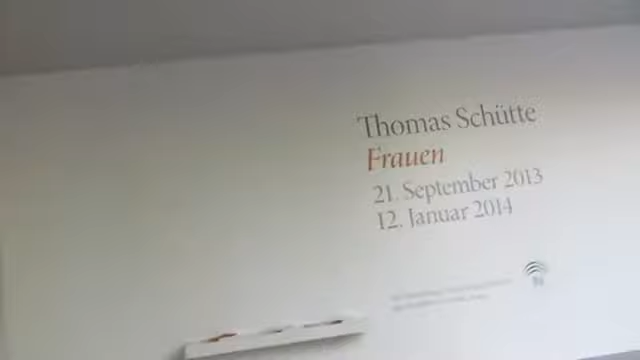 Thomas Schütte
Frauen
21. September 2013
12. Januar 2014